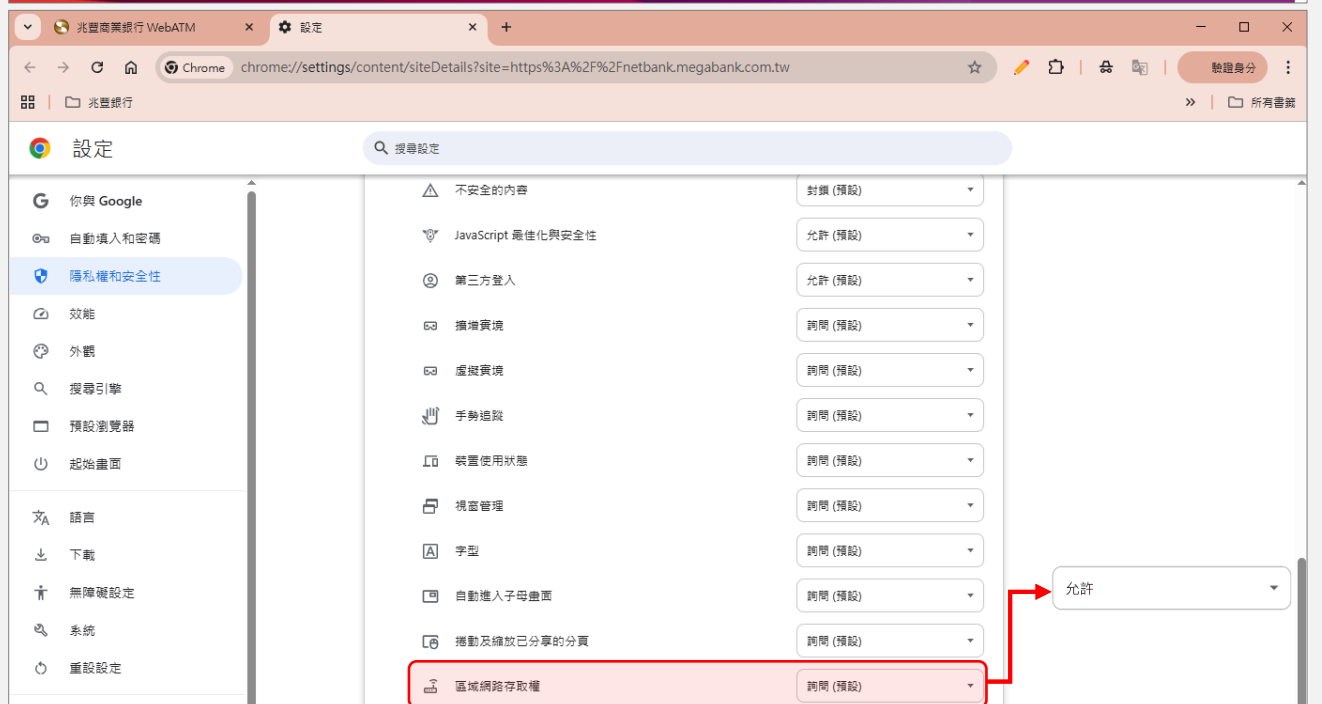 兆豐商業銀行 WebATM
設定
Chrome
chrome://settings/content/siteDetails?site=https%3A%2F%2Fnetbank.megabank.com.tw
驗證身分
兆豐銀行
所有書籤
設定
搜尋設定
你與 Google
自動填入和密碼
隱私權和安全性
效能
外觀
搜尋引擎
預設瀏覽器
起始畫面
語言
下載
無障礙設定
系統
重設設定
不安全的內容 封鎖 (預設)
JavaScript 最佳化與安全性 允許 (預設)
第三方登入 允許 (預設)
擴增實境 詢問 (預設)
虛擬實境 詢問 (預設)
手勢追蹤 詢問 (預設)
裝置使用狀態 詢問 (預設)
視窗管理 詢問 (預設)
字型 詢問 (預設)
自動進入子母畫面 詢問 (預設)
捲動及縮放已分享的分頁 詢問 (預設)
區域網路存取權 詢問 (預設)
允許